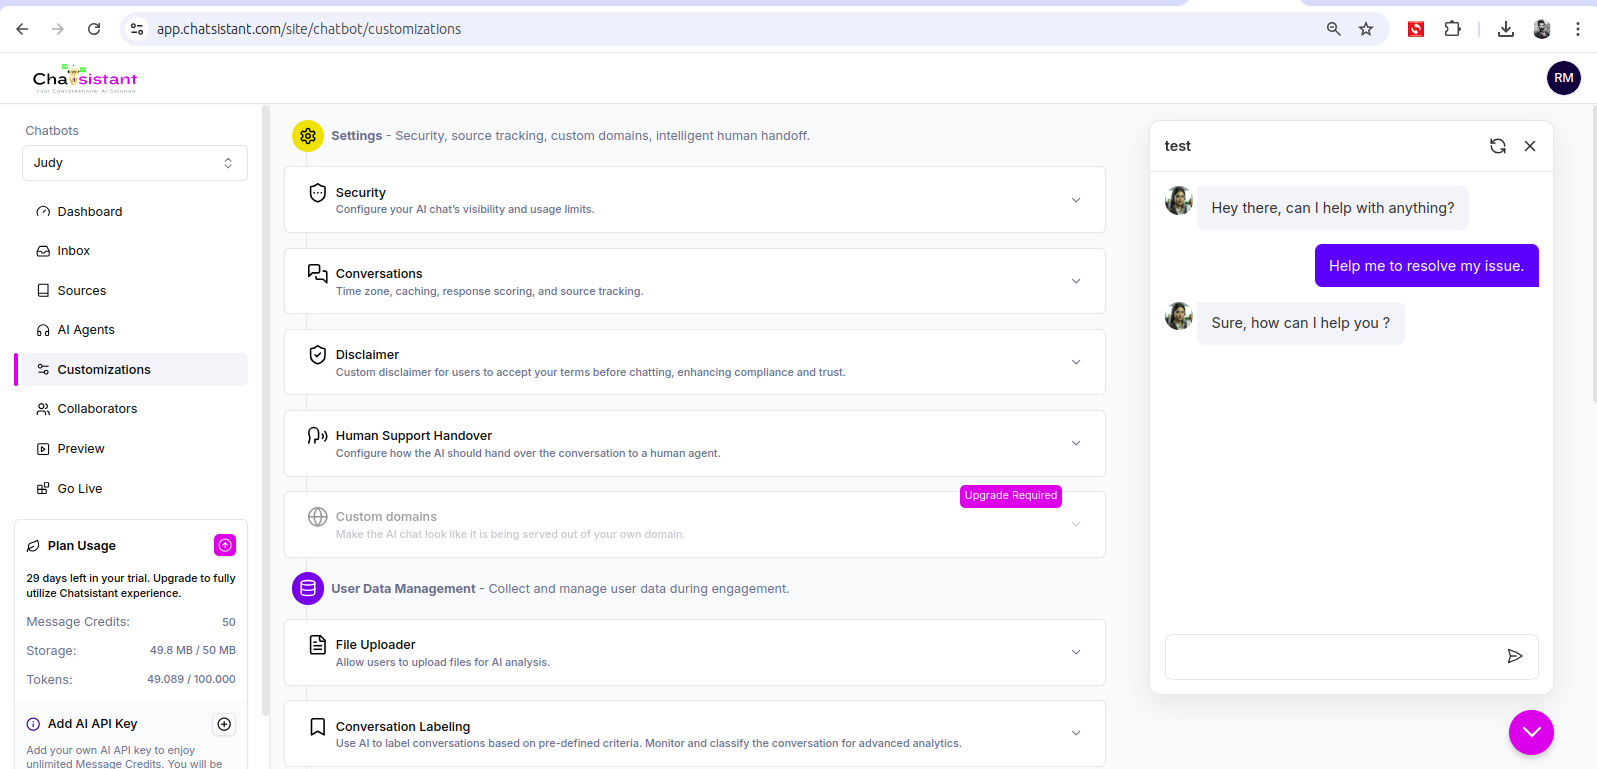 app.chatsistant.com/site/chatbot/customizations
Chatsistant
Your Conversational AI Solution
RM
Chatbots
Judy
Dashboard
Inbox
Sources
AI Agents
Customizations
Collaborators
Preview
Go Live
Plan Usage
29 days left in your trial. Upgrade to fully
utilize Chatsistant experience.
Message Credits: 50
Storage: 49.8 MB / 50 MB
Tokens: 49.089 / 100.000
Add AI API Key
Add your own AI API key to enjoy
unlimited Message Credits. You will be
Settings - Security, source tracking, custom domains, intelligent human handoff.
Security
Configure your AI chat’s visibility and usage limits.
Conversations
Time zone, caching, response scoring, and source tracking.
Disclaimer
Custom disclaimer for users to accept your terms before chatting, enhancing compliance and trust.
Human Support Handover
Configure how the AI should hand over the conversation to a human agent.
Upgrade Required
Custom domains
Make the AI chat look like it is being served out of your own domain.
User Data Management - Collect and manage user data during engagement.
File Uploader
Allow users to upload files for AI analysis.
Conversation Labeling
Use AI to label conversations based on pre-defined criteria. Monitor and classify the conversation for advanced analytics.
test
Hey there, can I help with anything?
Help me to resolve my issue.
Sure, how can I help you ?